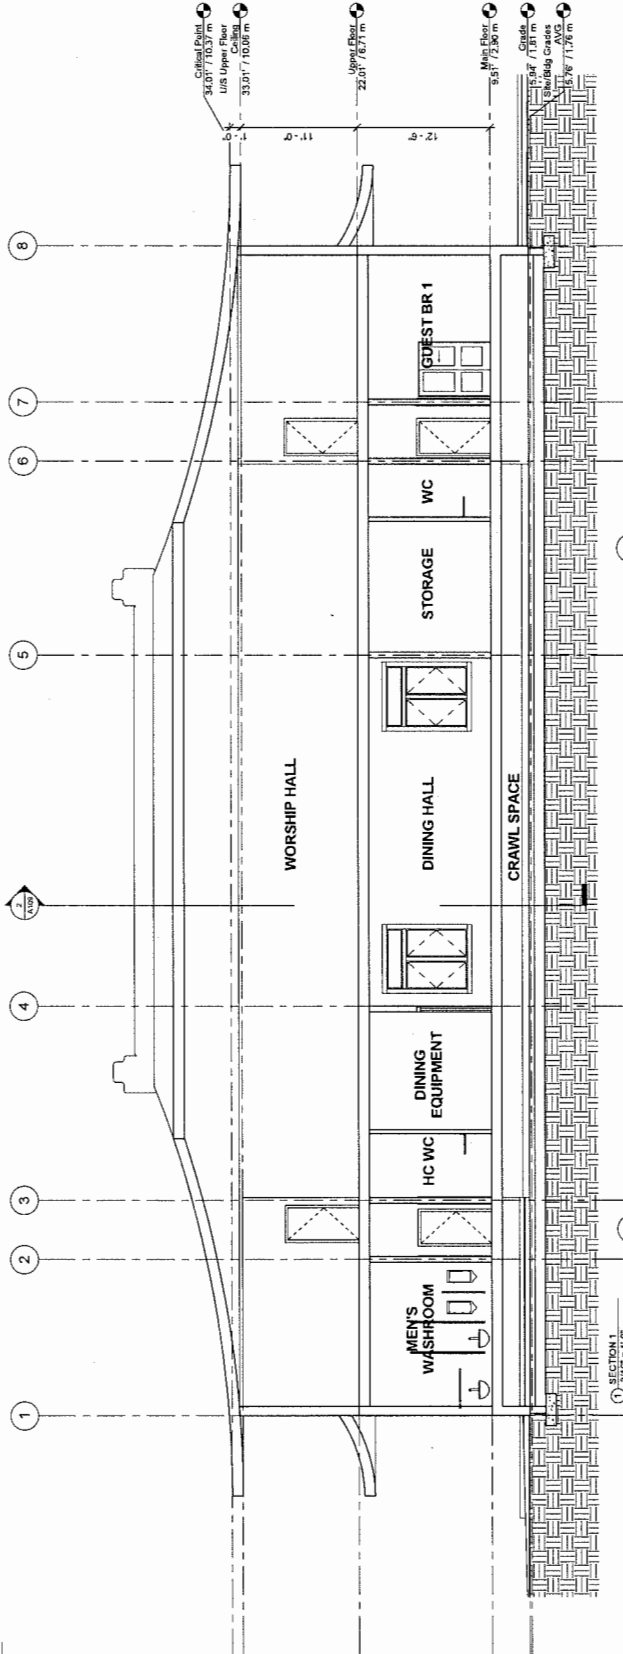 1
2
3
4
2
A109
5
6
7
8
Critical Point
34.01' / 10.37 m
U/S Upper Floor
Ceiling
33.01' / 10.06 m
Upper Floor
22.01' / 6.71 m
Main Floor
9.51' / 2.90 m
Grade
5.94' / 1.81 m
Site/Bldg Grades
AVG
5.76' / 1.76 m
1' - 0"
11' - 0"
12' - 6"
WORSHIP HALL
MEN'S
WASHROOM
HC WC
DINING
EQUIPMENT
DINING HALL
STORAGE
WC
GUEST BR 1
CRAWL SPACE
1
SECTION 1